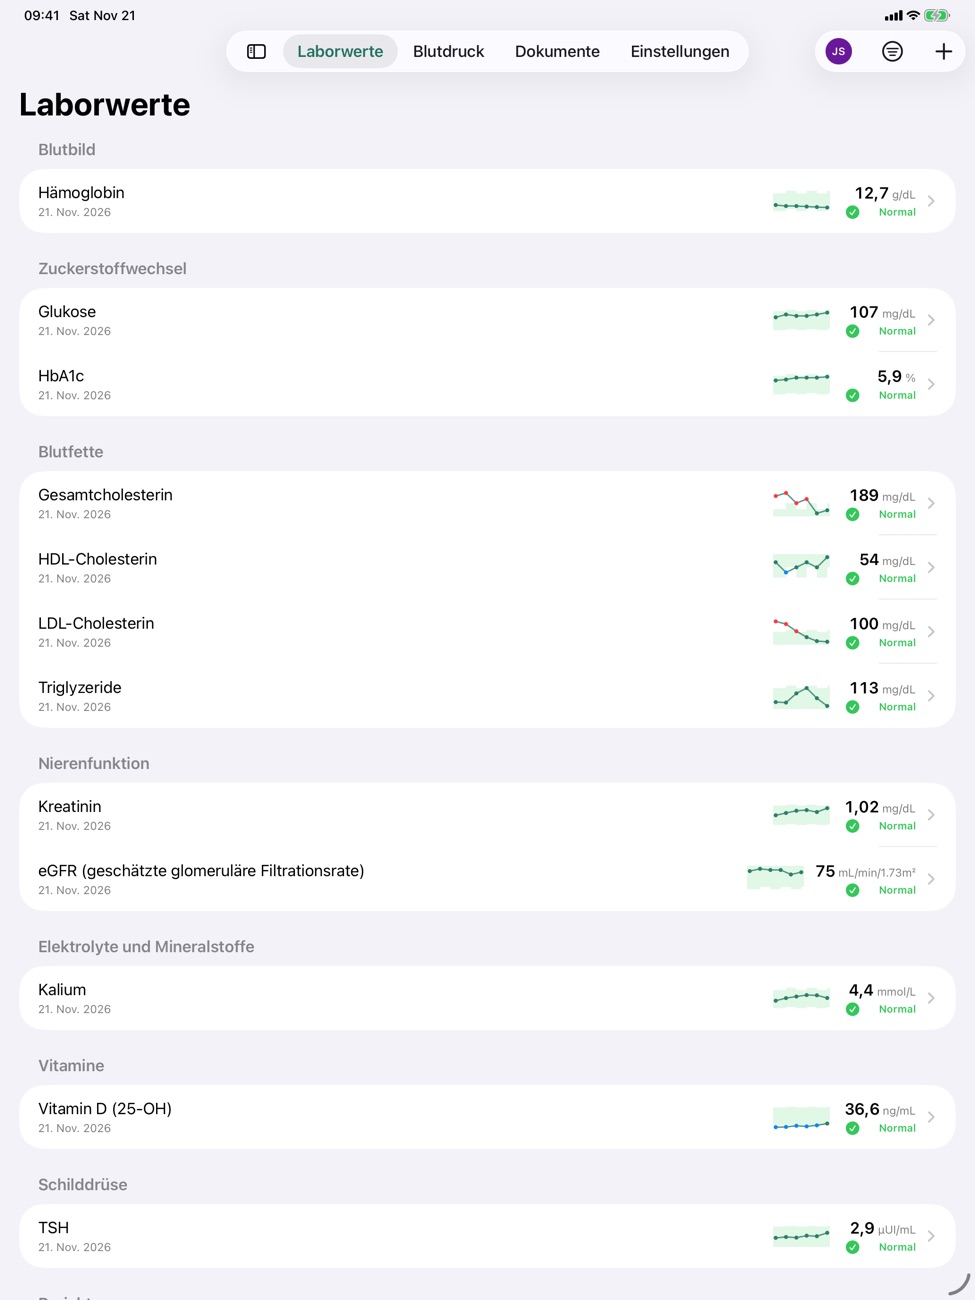 09:41 Sat Nov 21
Laborwerte Blutdruck Dokumente Einstellungen
JS
Laborwerte
Blutbild
Hämoglobin 12,7 g/dL
21. Nov. 2026 Normal
Zuckerstoffwechsel
Glukose 107 mg/dL
21. Nov. 2026 Normal
HbA1c 5,9 %
21. Nov. 2026 Normal
Blutfette
Gesamtcholesterin 189 mg/dL
21. Nov. 2026 Normal
HDL-Cholesterin 54 mg/dL
21. Nov. 2026 Normal
LDL-Cholesterin 100 mg/dL
21. Nov. 2026 Normal
Triglyzeride 113 mg/dL
21. Nov. 2026 Normal
Nierenfunktion
Kreatinin 1,02 mg/dL
21. Nov. 2026 Normal
eGFR (geschätzte glomeruläre Filtrationsrate) 75 mL/min/1.73m²
21. Nov. 2026 Normal
Elektrolyte und Mineralstoffe
Kalium 4,4 mmol/L
21. Nov. 2026 Normal
Vitamine
Vitamin D (25-OH) 36,6 ng/mL
21. Nov. 2026 Normal
Schilddrüse
TSH 2,9 µUI/mL
21. Nov. 2026 Normal